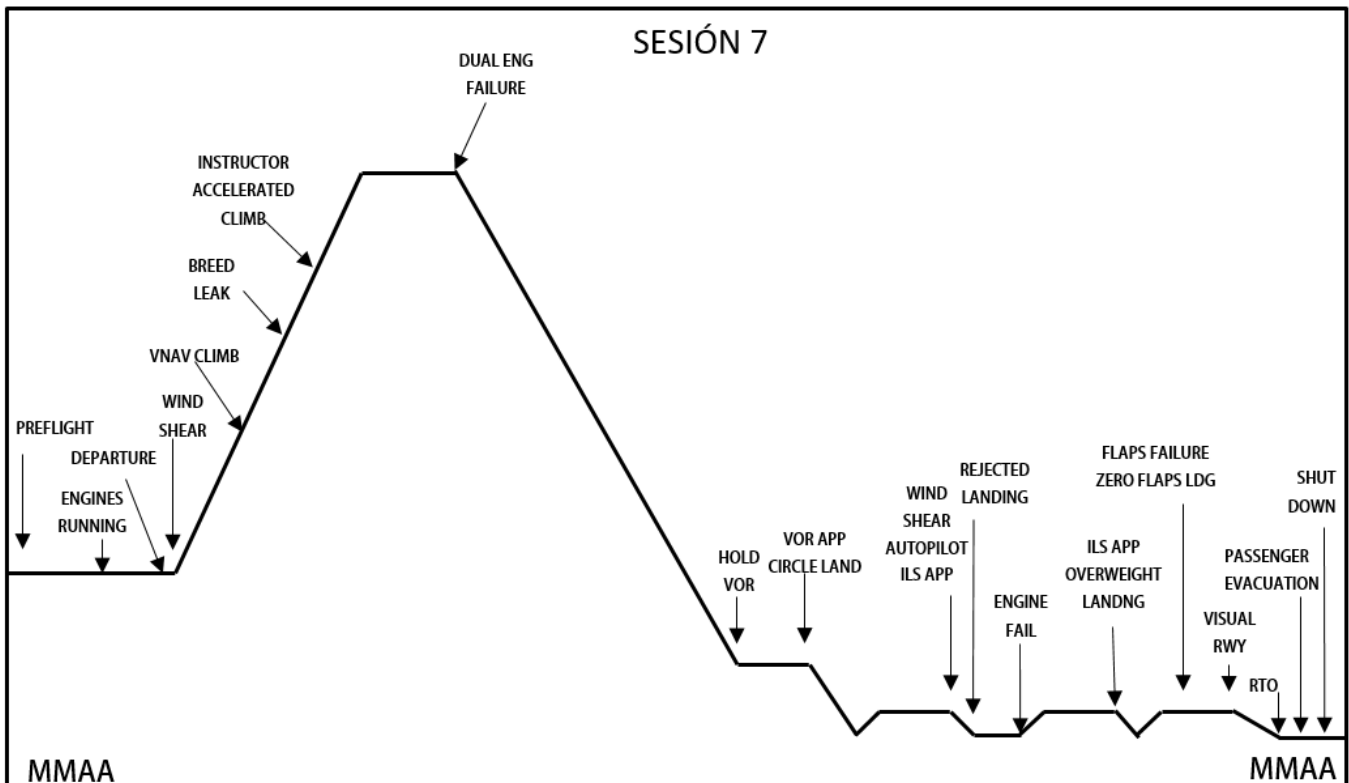 SESIÓN 7
DUAL ENG
FAILURE
INSTRUCTOR
ACCELERATED
CLIMB
BREED
LEAK
VNAV CLIMB
WIND
SHEAR
PREFLIGHT
DEPARTURE
ENGINES
RUNNING
HOLD
VOR
VOR APP
CIRCLE LAND
WIND
SHEAR
AUTOPILOT
ILS APP
REJECTED
LANDING
ENGINE
FAIL
ILS APP
OVERWEIGHT
LANDNG
FLAPS FAILURE
ZERO FLAPS LDG
VISUAL
RWY
RTO
PASSENGER
EVACUATION
SHUT
DOWN
MMAA
MMAA